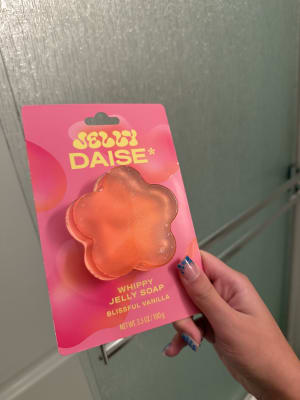 JELLY
DAISE*
WHIPPY
JELLY SOAP
BLISSFUL VANILLA
NET WT. 3.5 OZ / 100 g